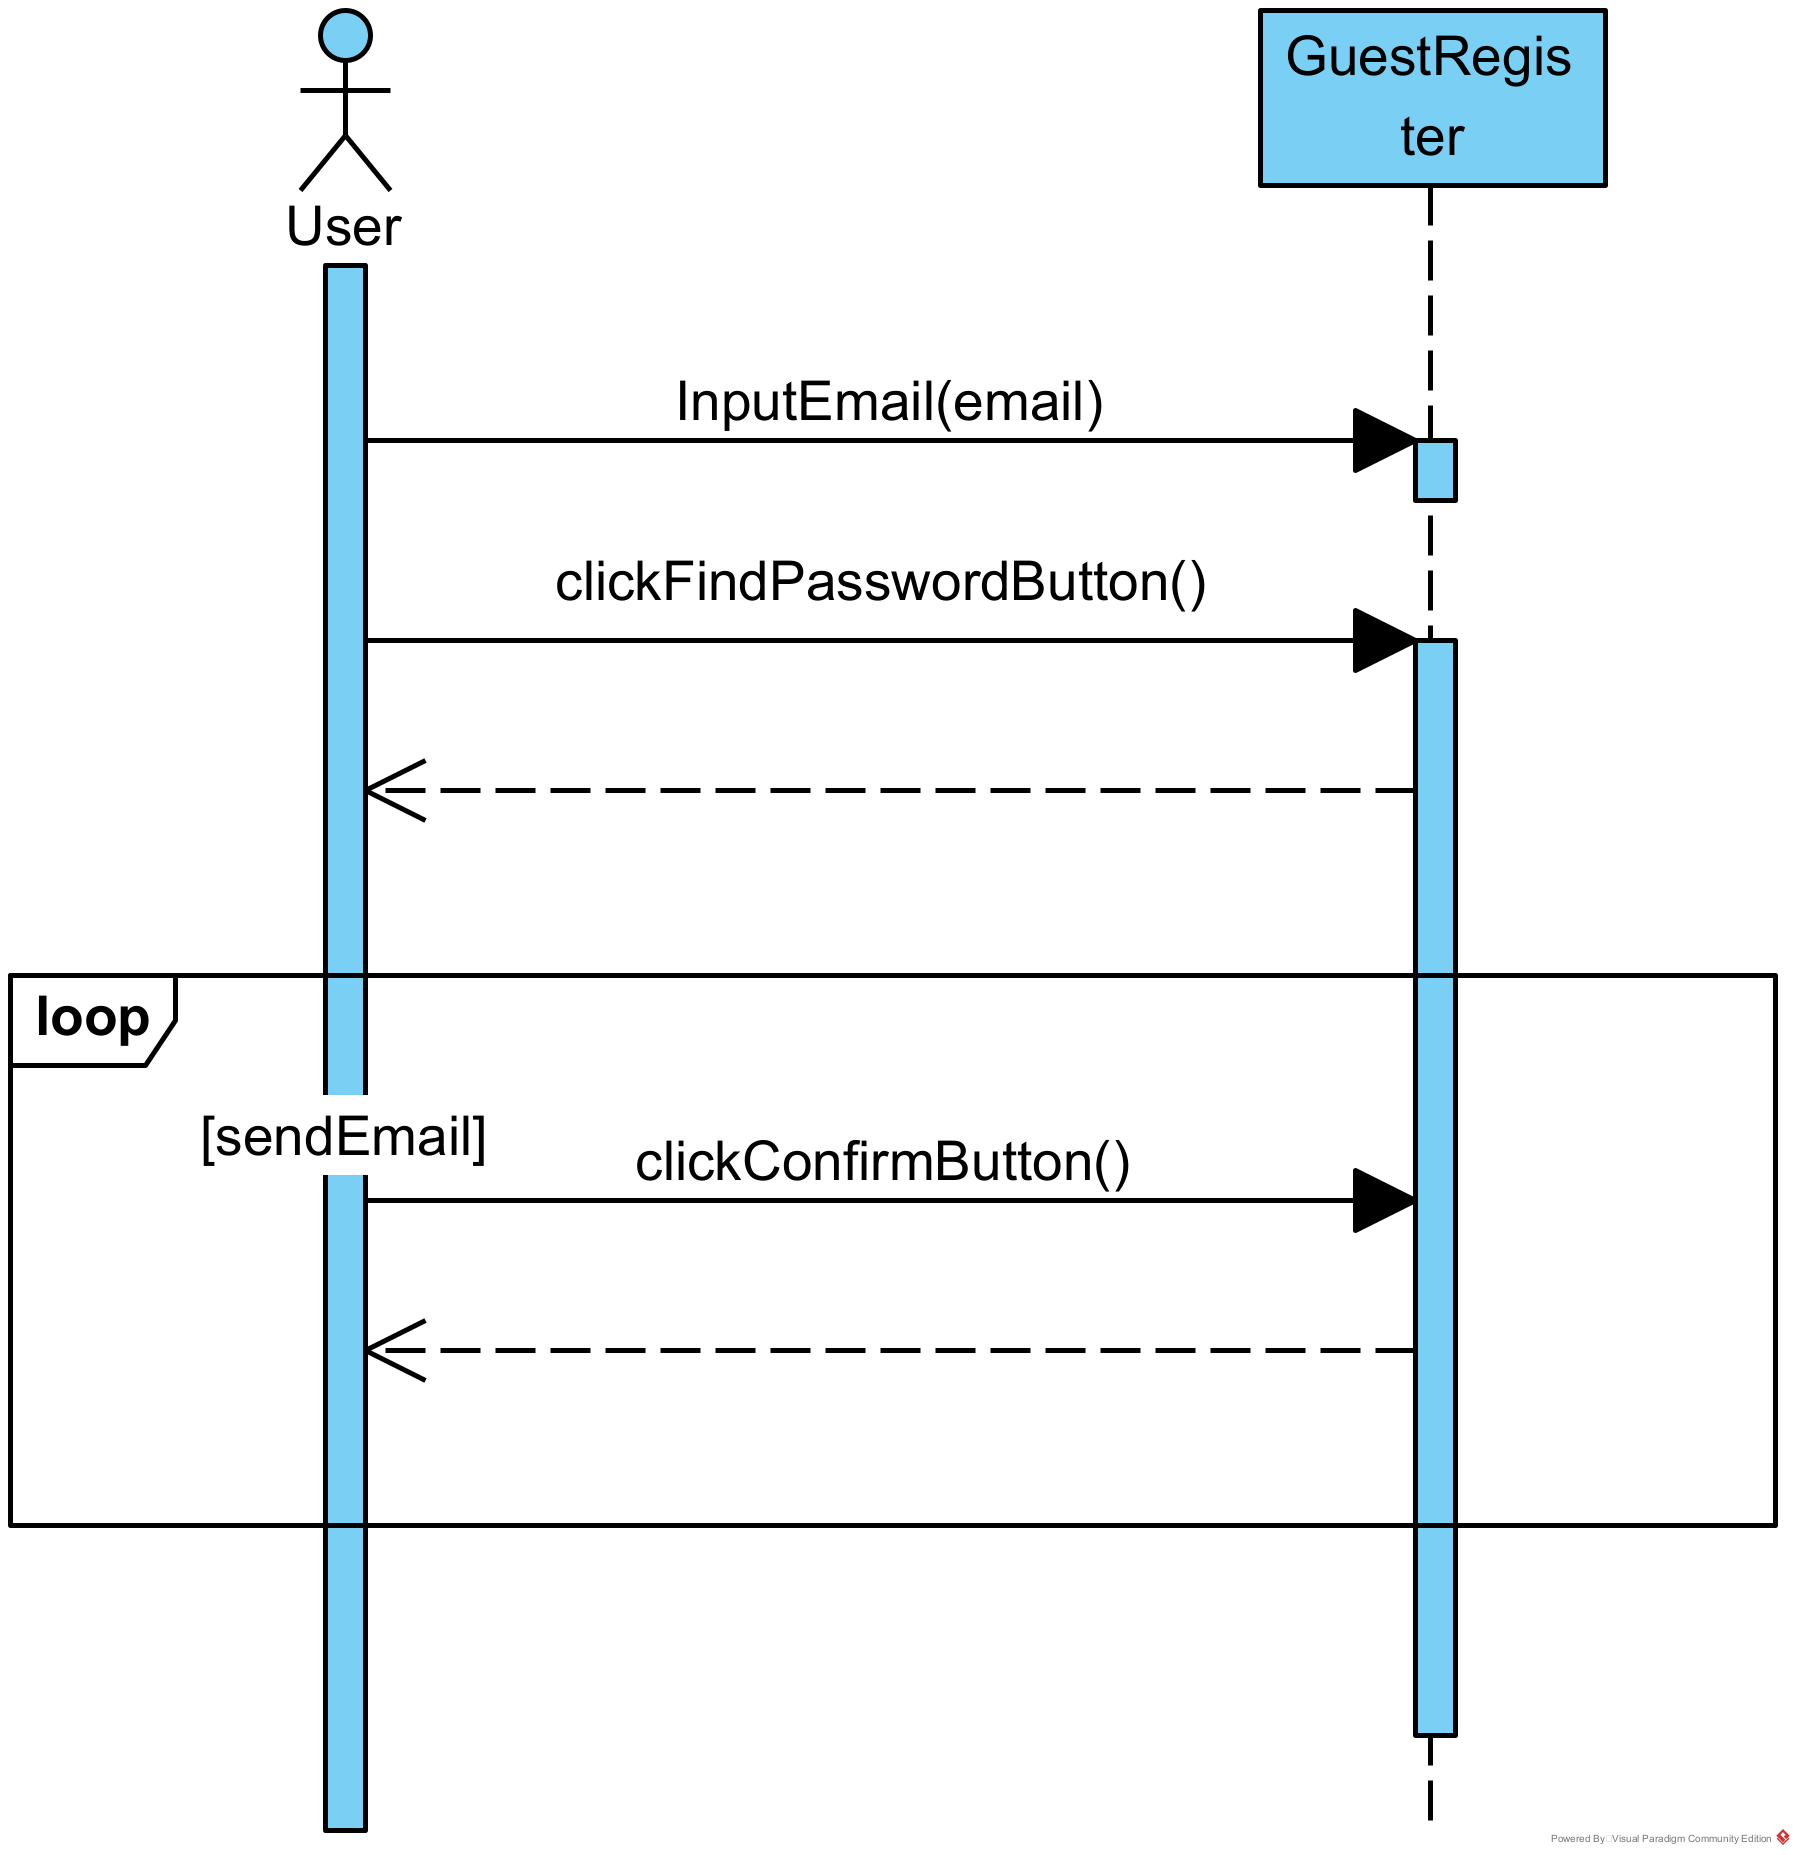 GuestRegis
ter
User
InputEmail(email)
clickFindPasswordButton()
loop
[sendEmail]
clickConfirmButton()
Powered By Visual Paradigm Community Edition